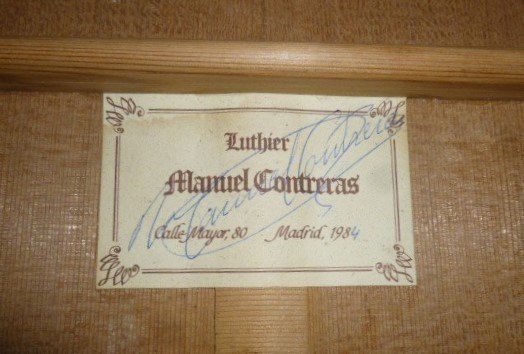 Luthier
Manuel Contreras
Calle Mayor, 80 Madrid, 1984